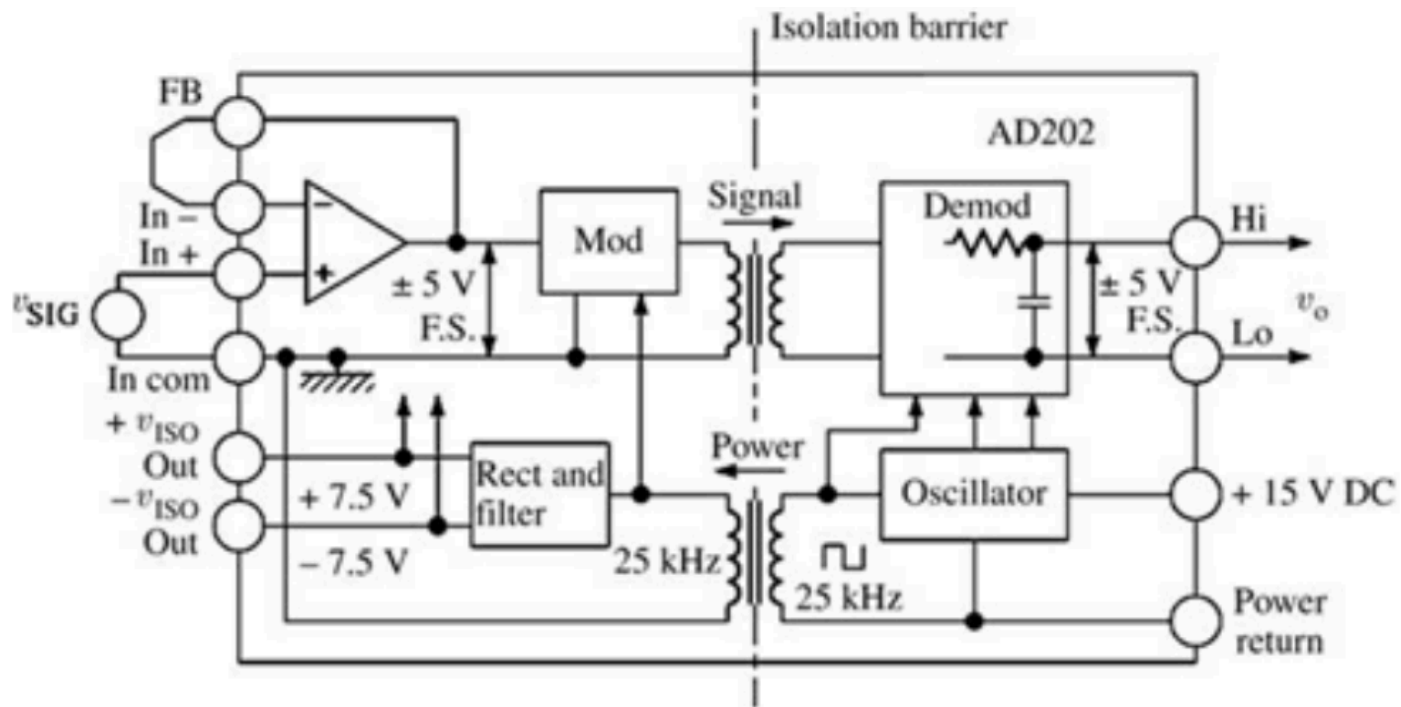 Isolation barrier
FB
AD202
In –
In +
Signal
Demod
Hi
Mod
± 5 V
F.S.
± 5 V
F.S.
vSIG
vo
Lo
In com
+ vISO
Out
Power
Rect and
filter
Oscillator
+ 15 V DC
+ 7.5 V
– vISO
Out
– 7.5 V
25 kHz
25 kHz
Power
return
–
+